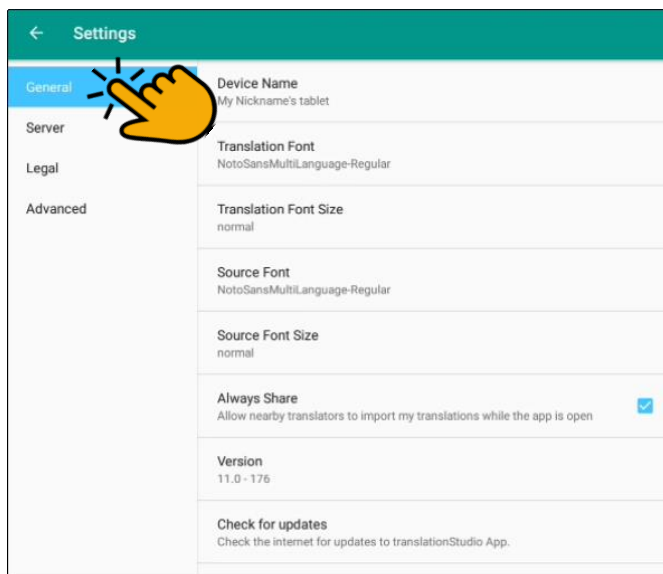 Settings
General
Server
Legal
Advanced
Device Name
My Nickname's tablet
Translation Font
NotoSansMultiLanguage-Regular
Translation Font Size
normal
Source Font
NotoSansMultiLanguage-Regular
Source Font Size
normal
Always Share
Allow nearby translators to import my translations while the app is open
Version
11.0 - 176
Check for updates
Check the internet for updates to translationStudio App.